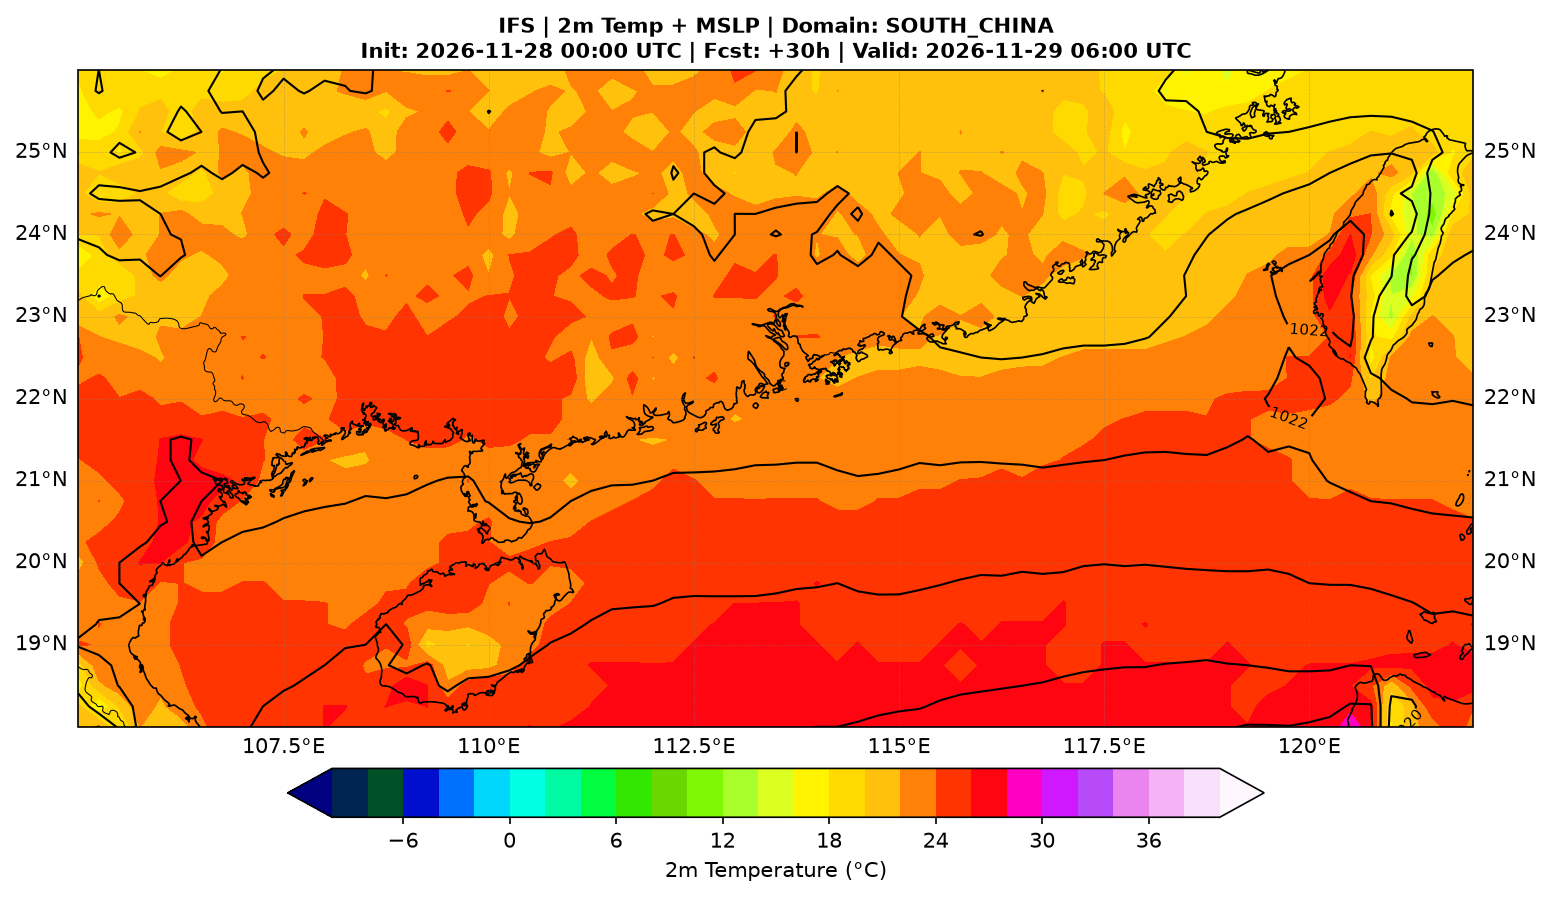 IFS | 2m Temp + MSLP | Domain: SOUTH_CHINA
Init: 2026-11-28 00:00 UTC | Fcst: +30h | Valid: 2026-11-29 06:00 UTC
25°N 25°N
24°N 24°N
23°N 23°N
1022
22°N 22°N
1022
21°N 21°N
20°N 20°N
19°N 19°N
107.5°E 110°E 112.5°E 115°E 117.5°E 120°E
−6 0 6 12 18 24 30 36
2m Temperature (°C)